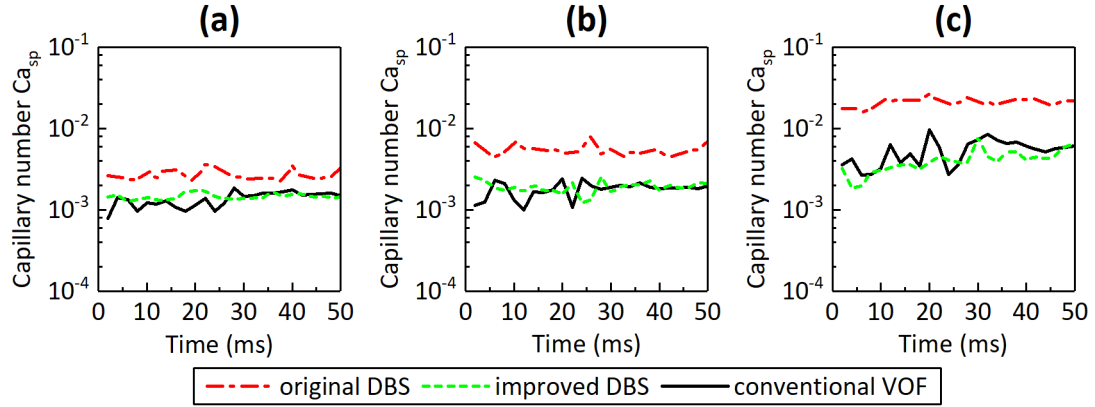 (a)
(b)
(c)
Capillary number Ca_sp
10^-1
10^-2
10^-3
10^-4
0 10 20 30 40 50
Time (ms)
Capillary number Ca_sp
10^-1
10^-2
10^-3
10^-4
0 10 20 30 40 50
Time (ms)
Capillary number Ca_sp
10^-1
10^-2
10^-3
10^-4
0 10 20 30 40 50
Time (ms)
original DBS improved DBS conventional VOF